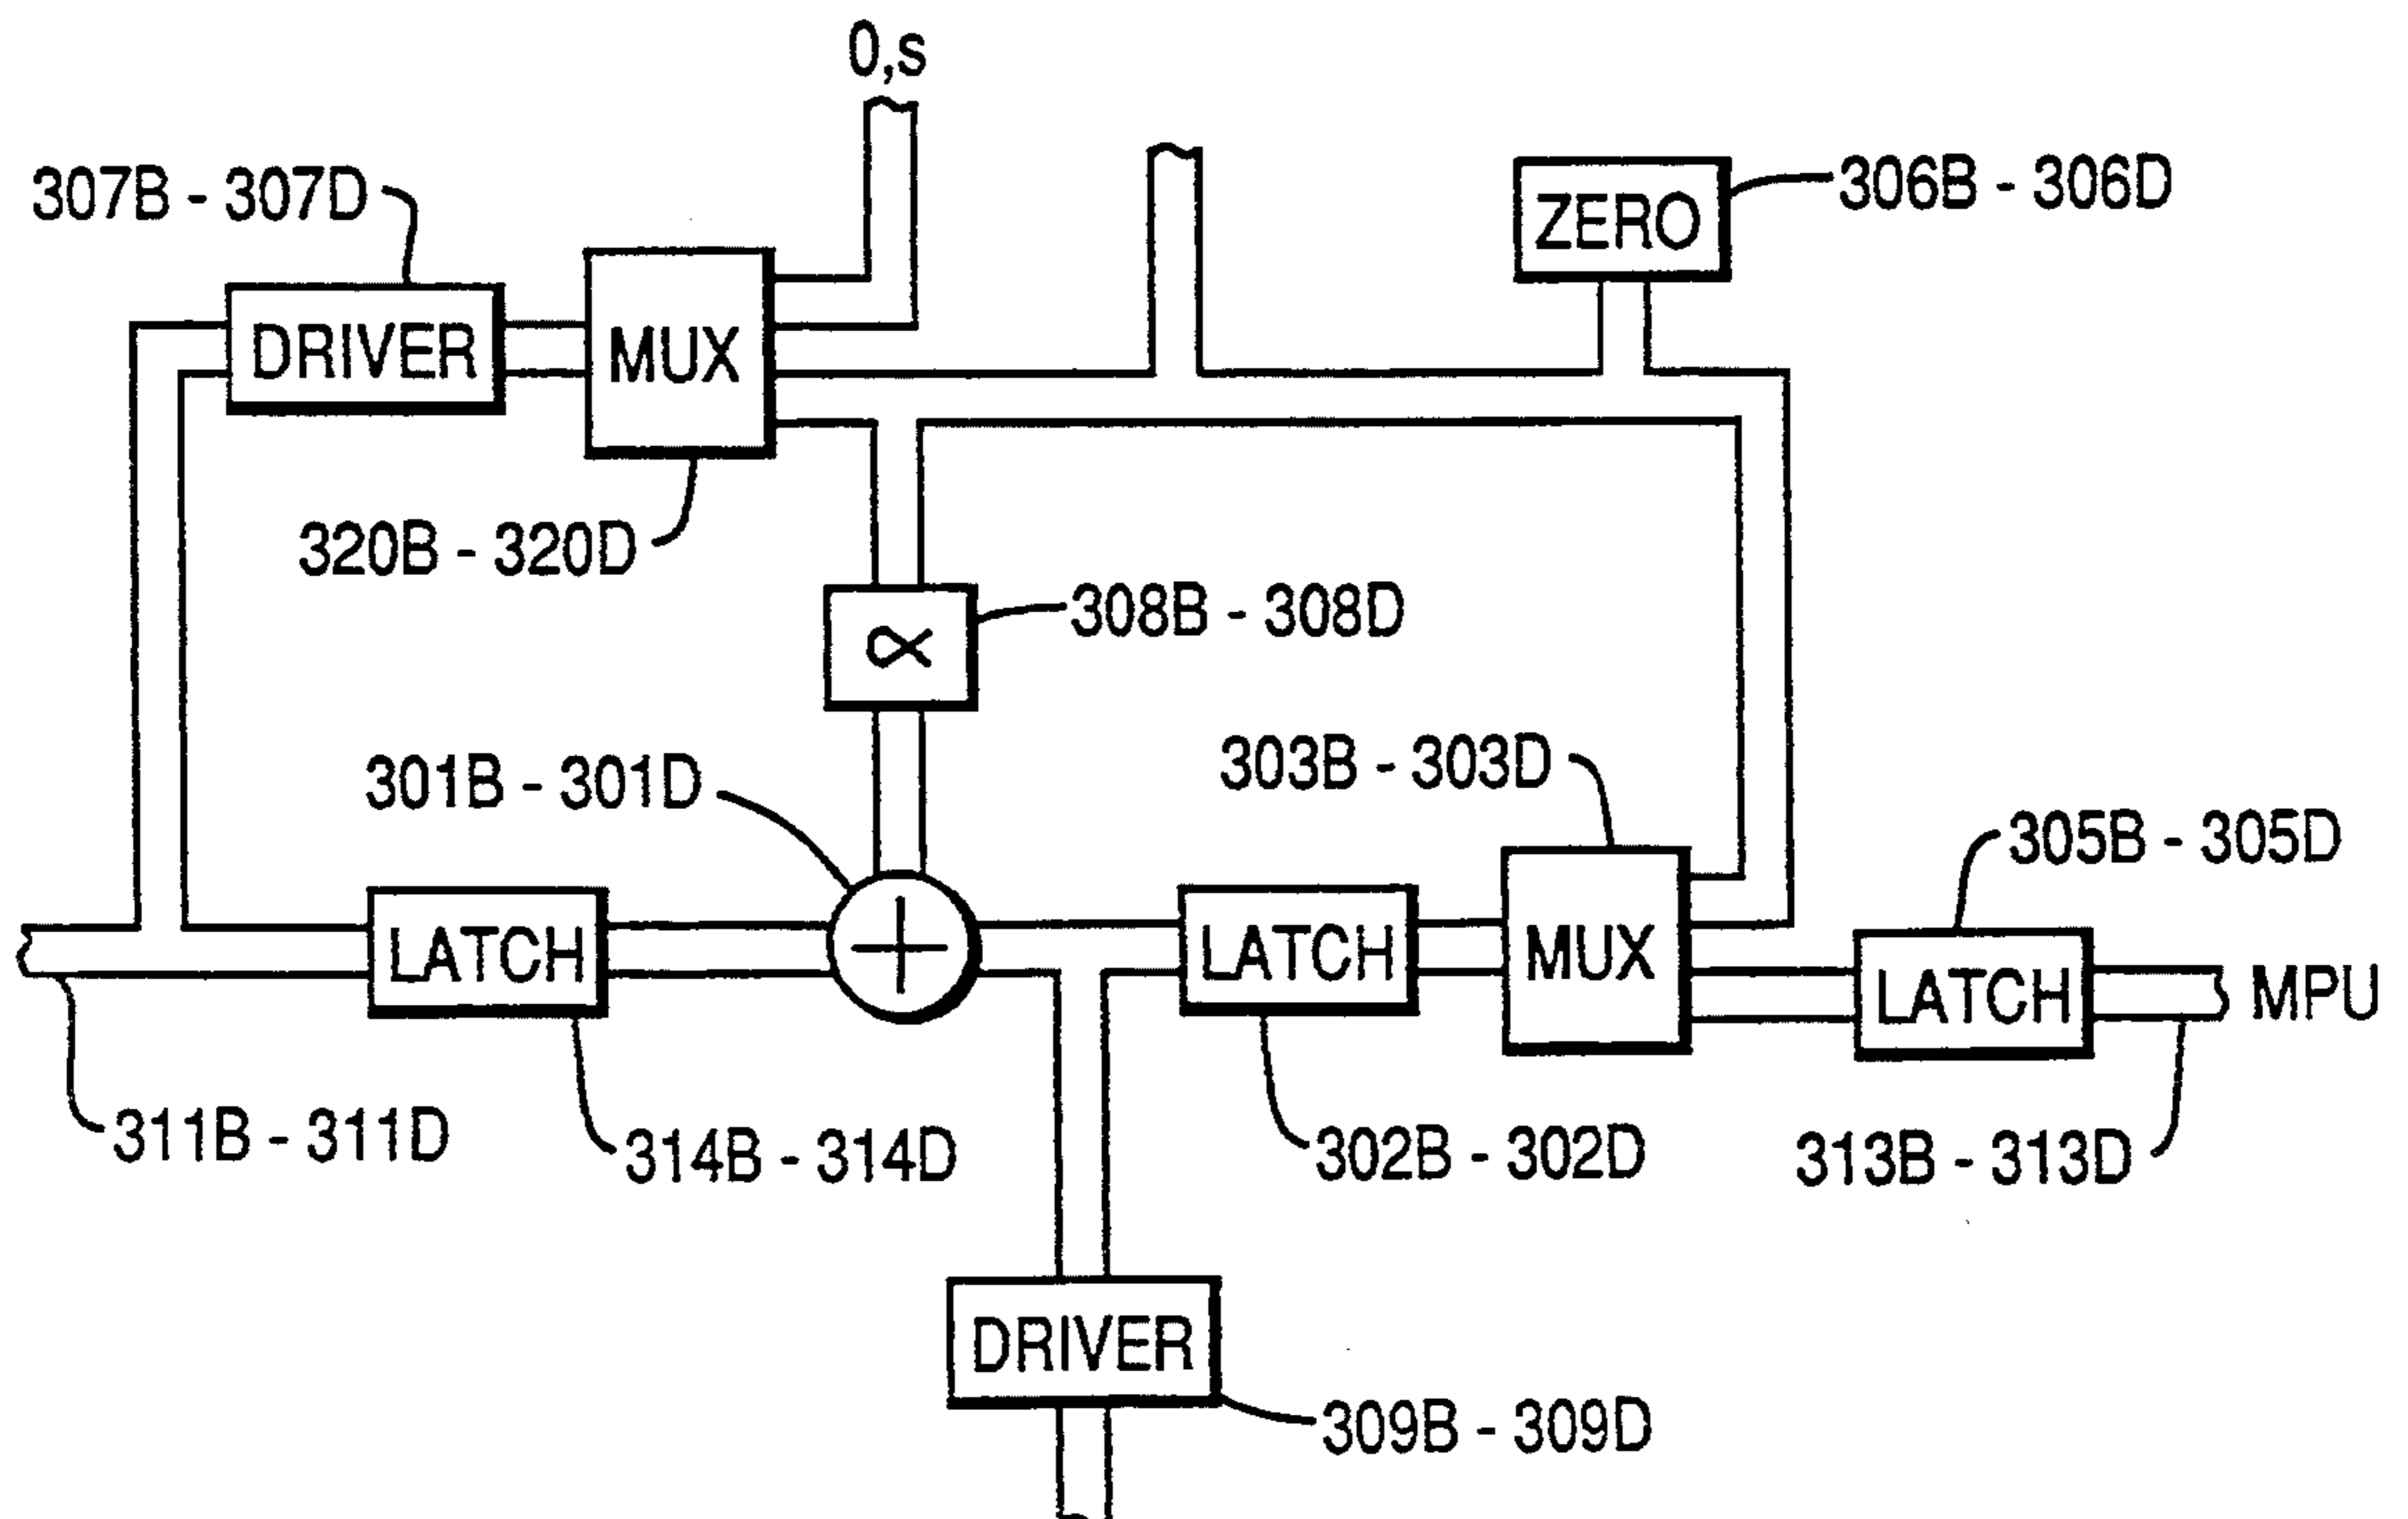 0,s
307B - 307D
ZERO
306B - 306D
DRIVER
MUX
320B - 320D
∝
308B - 308D
301B - 301D
303B - 303D
305B - 305D
LATCH
+
LATCH
MUX
LATCH
MPU
311B - 311D
314B - 314D
302B - 302D
313B - 313D
DRIVER
309B - 309D